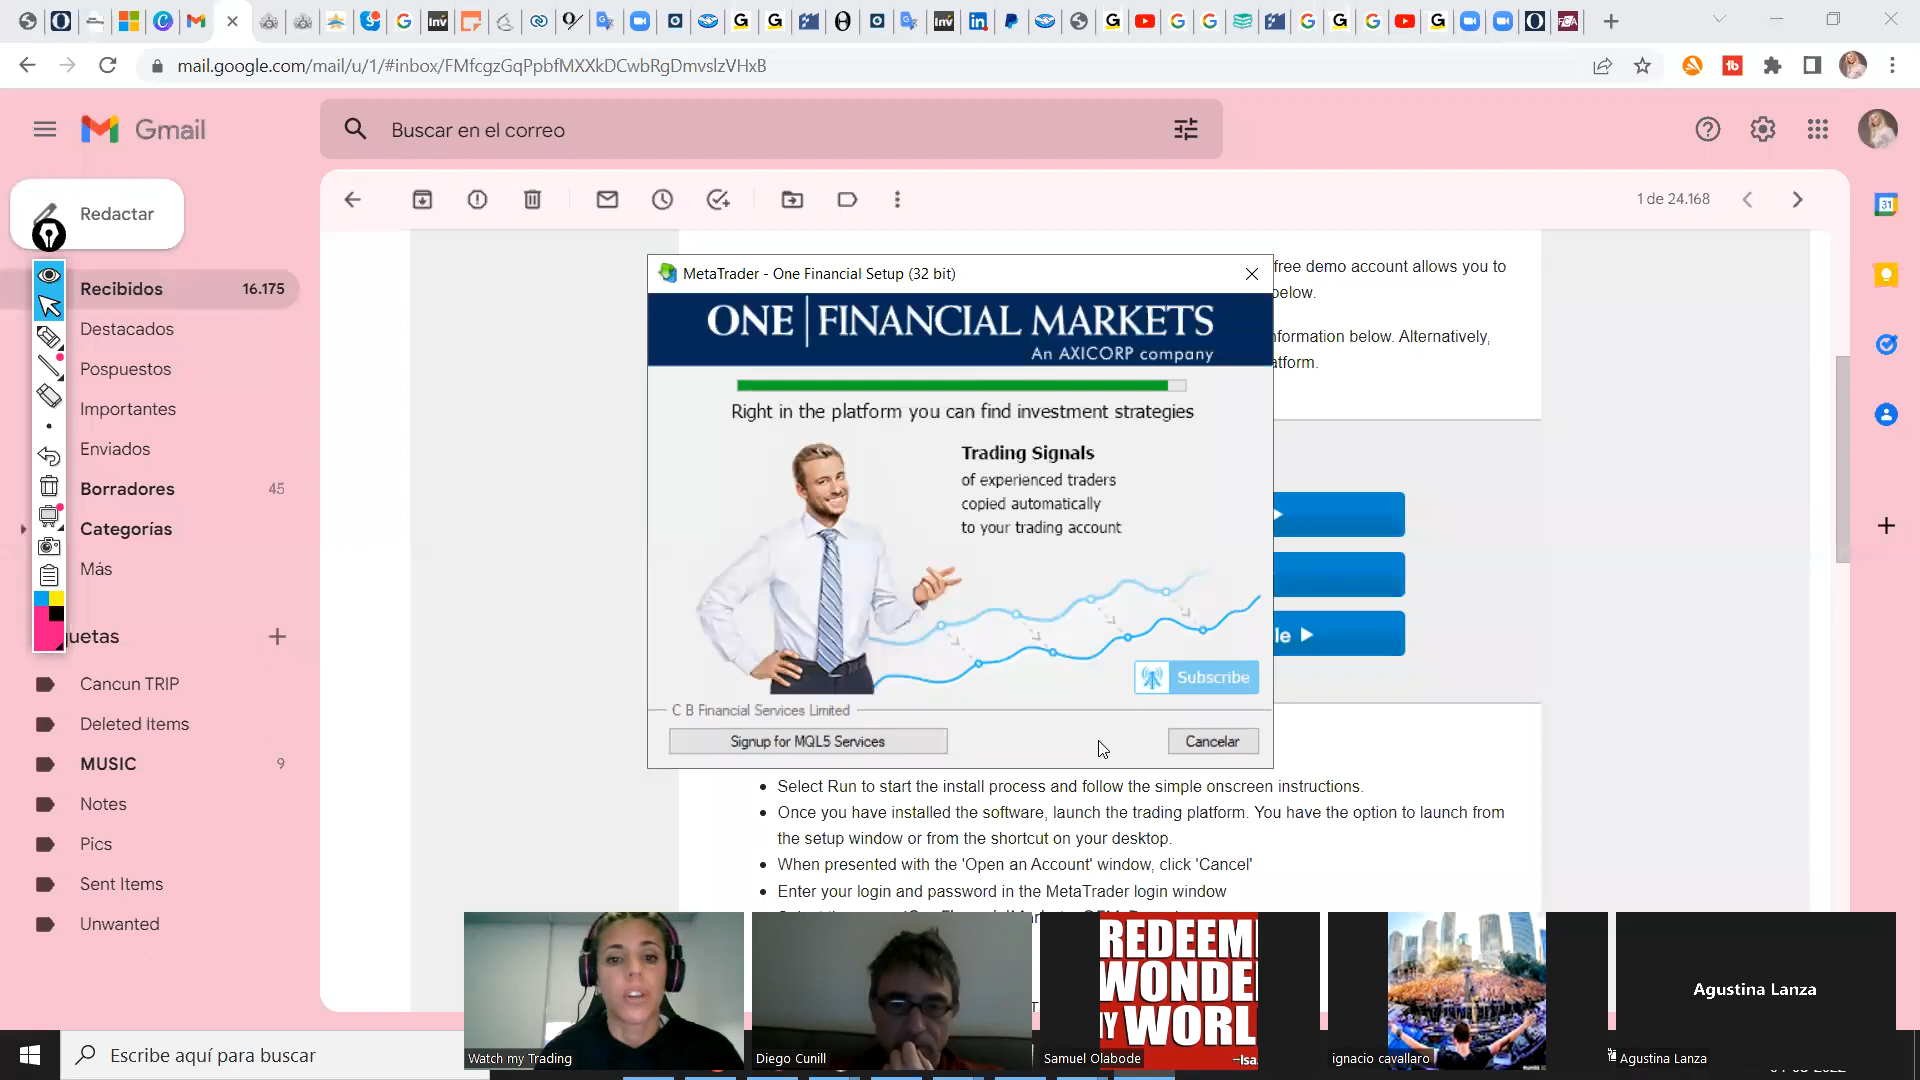 mail.google.com/mail/u/1/#inbox/FMfcgzGqPpbfMXXkDCwbRgDmvslzVHxB
Gmail
Buscar en el correo
Redactar
1 de 24.168
Recibidos 16.175
Destacados
Pospuestos
Importantes
Enviados
Borradores 45
Categorías
Más
quetas
Cancun TRIP
Deleted Items
MUSIC 9
Notes
Pics
Sent Items
Unwanted
free demo account allows you to
below.
nformation below. Alternatively,
atform.
le
MetaTrader - One Financial Setup (32 bit)
ONE | FINANCIAL MARKETS
An AXICORP company
Right in the platform you can find investment strategies
Trading Signals
of experienced traders
copied automatically
to your trading account
Subscribe
C B Financial Services Limited
Signup for MQL5 Services
Cancelar
Select Run to start the install process and follow the simple onscreen instructions.
Once you have installed the software, launch the trading platform. You have the option to launch from
the setup window or from the shortcut on your desktop.
When presented with the 'Open an Account' window, click 'Cancel'
Enter your login and password in the MetaTrader login window
REDEEM
WONDE
MY WORL
–Isa.
Agustina Lanza
Watch my Trading
Diego Cunill
Samuel Olabode
ignacio cavallaro
Agustina Lanza
Escribe aquí para buscar